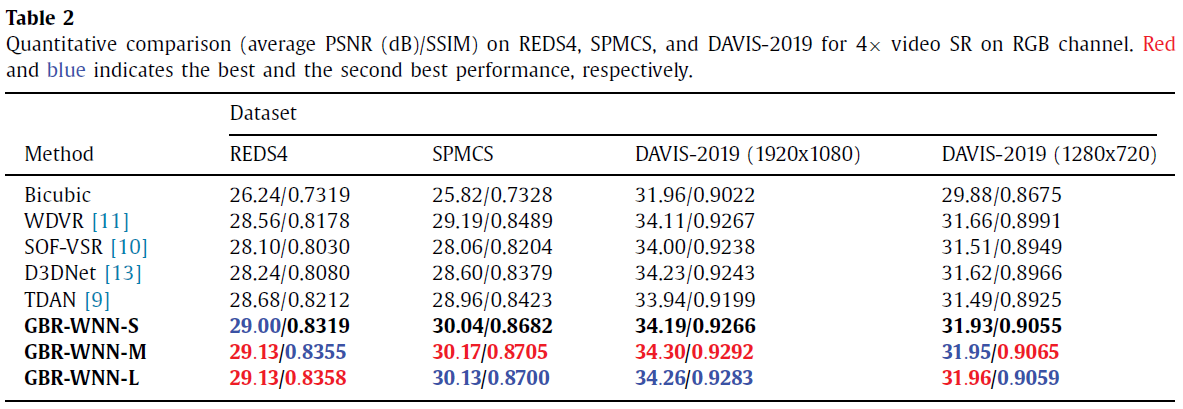 Table 2
Quantitative comparison (average PSNR (dB)/SSIM) on REDS4, SPMCS, and DAVIS-2019 for 4× video SR on RGB channel. Red
and blue indicates the best and the second best performance, respectively.
Dataset
Method REDS4 SPMCS DAVIS-2019 (1920x1080) DAVIS-2019 (1280x720)
Bicubic 26.24/0.7319 25.82/0.7328 31.96/0.9022 29.88/0.8675
WDVR [11] 28.56/0.8178 29.19/0.8489 34.11/0.9267 31.66/0.8991
SOF-VSR [10] 28.10/0.8030 28.06/0.8204 34.00/0.9238 31.51/0.8949
D3DNet [13] 28.24/0.8080 28.60/0.8379 34.23/0.9243 31.62/0.8966
TDAN [9] 28.68/0.8212 28.96/0.8423 33.94/0.9199 31.49/0.8925
GBR-WNN-S 29.00/0.8319 30.04/0.8682 34.19/0.9266 31.93/0.9055
GBR-WNN-M 29.13/0.8355 30.17/0.8705 34.30/0.9292 31.95/0.9065
GBR-WNN-L 29.13/0.8358 30.13/0.8700 34.26/0.9283 31.96/0.9059